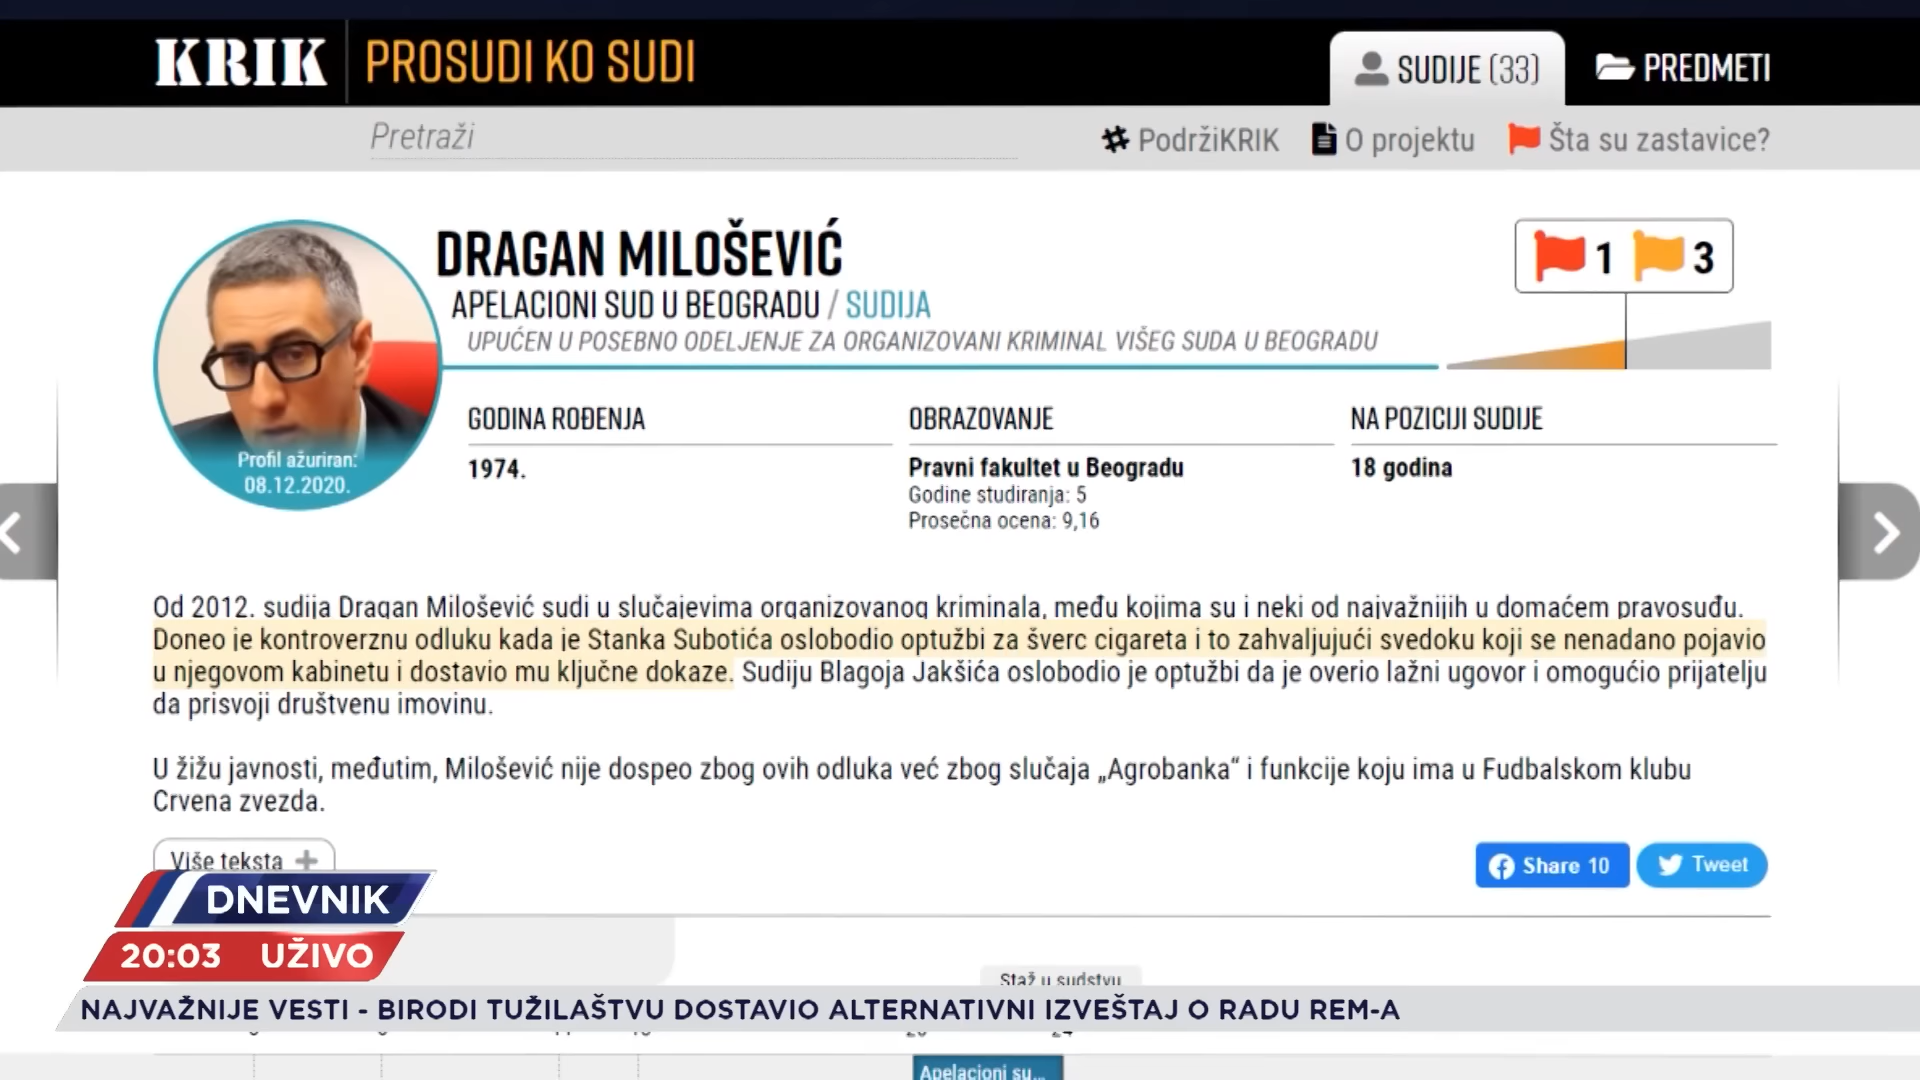 KRIK PROSUDI KO SUDI
SUDIJE (33)
PREDMETI
Pretraži
PodržiKRIK
O projektu
Šta su zastavice?
DRAGAN MILOŠEVIĆ
APELACIONI SUD U BEOGRADU / SUDIJA
UPUĆEN U POSEBNO ODELJENJE ZA ORGANIZOVANI KRIMINAL VIŠEG SUDA U BEOGRADU
1 3
Profil ažuriran:
08.12.2020.
GODINA ROĐENJA
1974.
OBRAZOVANJE
Pravni fakultet u Beogradu
Godine studiranja: 5
Prosečna ocena: 9,16
NA POZICIJI SUDIJE
18 godina
Od 2012. sudija Dragan Milošević sudi u slučajevima organizovanog kriminala, među kojima su i neki od najvažnijih u domaćem pravosuđu.
Doneo je kontroverznu odluku kada je Stanka Subotića oslobodio optužbi za šverc cigareta i to zahvaljujući svedoku koji se nenadano pojavio
u njegovom kabinetu i dostavio mu ključne dokaze. Sudiju Blagoja Jakšića oslobodio je optužbi da je overio lažni ugovor i omogućio prijatelju
da prisvoji društvenu imovinu.
U žižu javnosti, međutim, Milošević nije dospeo zbog ovih odluka već zbog slučaja „Agrobanka“ i funkcije koju ima u Fudbalskom klubu
Crvena zvezda.
Više teksta +
Share 10
Tweet
DNEVNIK
20:03 UŽIVO
Staž u sudstvu
NAJVAŽNIJE VESTI - BIRODI TUŽILAŠTVU DOSTAVIO ALTERNATIVNI IZVEŠTAJ O RADU REM-A
Apelacioni su...